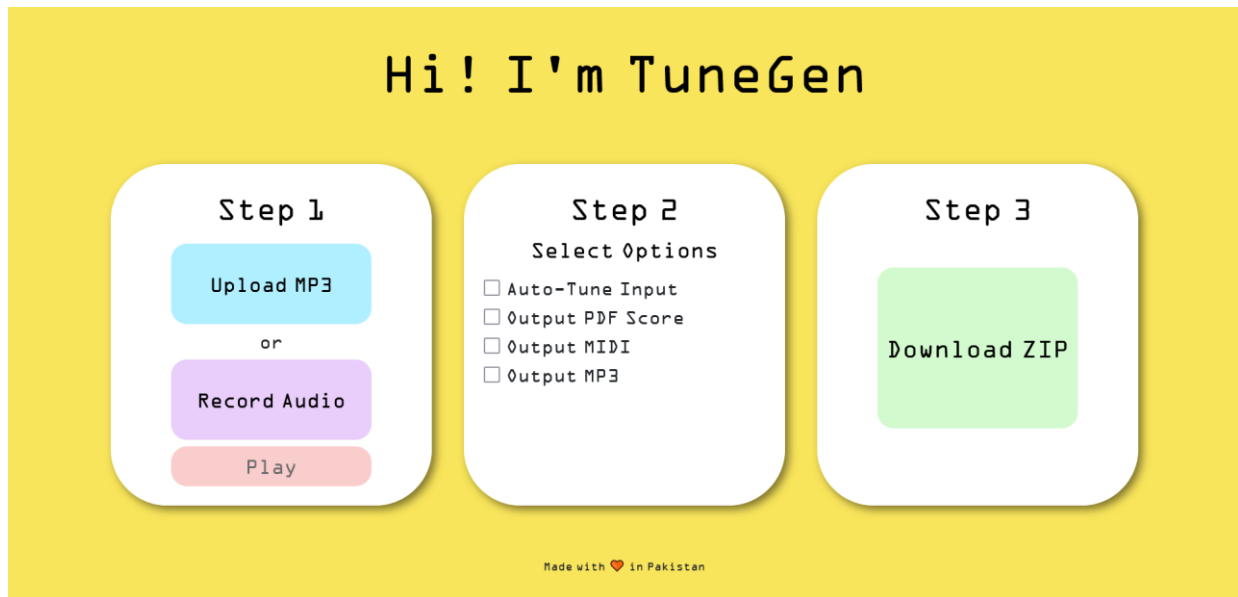 Hi! I'm TuneGen
Step 1
Upload MP3
or
Record Audio
Play
Step 2
Select Options
Auto-Tune Input
Output PDF Score
Output MIDI
Output MP3
Step 3
Download ZIP
Made with ❤ in Pakistan